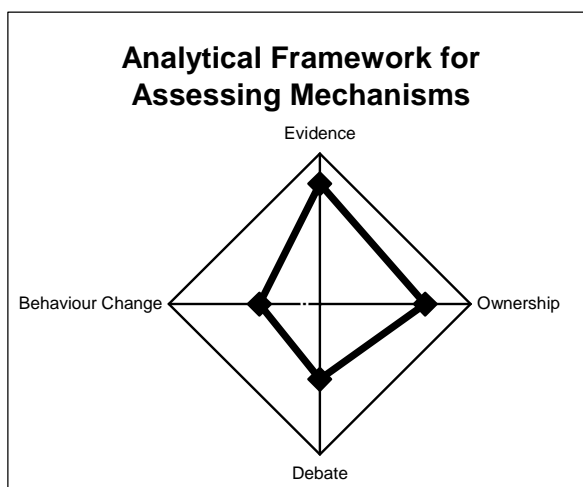 Analytical Framework for
Assessing Mechanisms
Evidence
Behaviour Change
Ownership
Debate